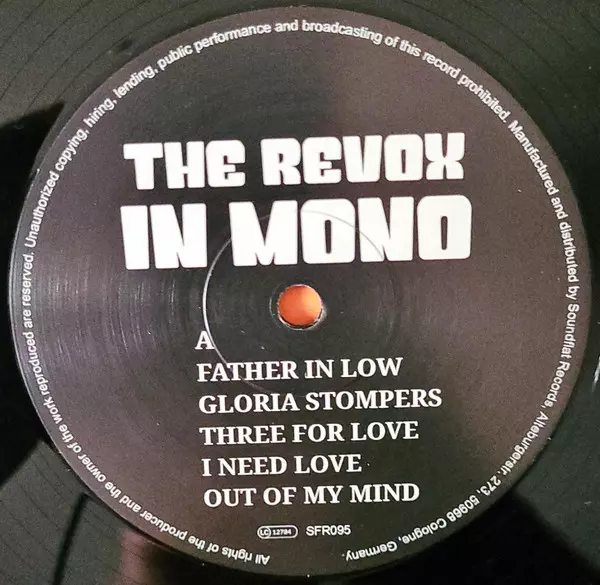 THE REVOX
IN MONO
A
FATHER IN LOW
GLORIA STOMPERS
THREE FOR LOVE
I NEED LOVE
OUT OF MY MIND
LC 12784 SFR095
All rights of the producer and the owner of the work reproduced are reserved. Unauthorized copying, hiring, lending, public performance and broadcasting of this record prohibited. Manufactured and distributed by Soundflat Records, Alteburgerstr. 273, 50968 Cologne, Germany.